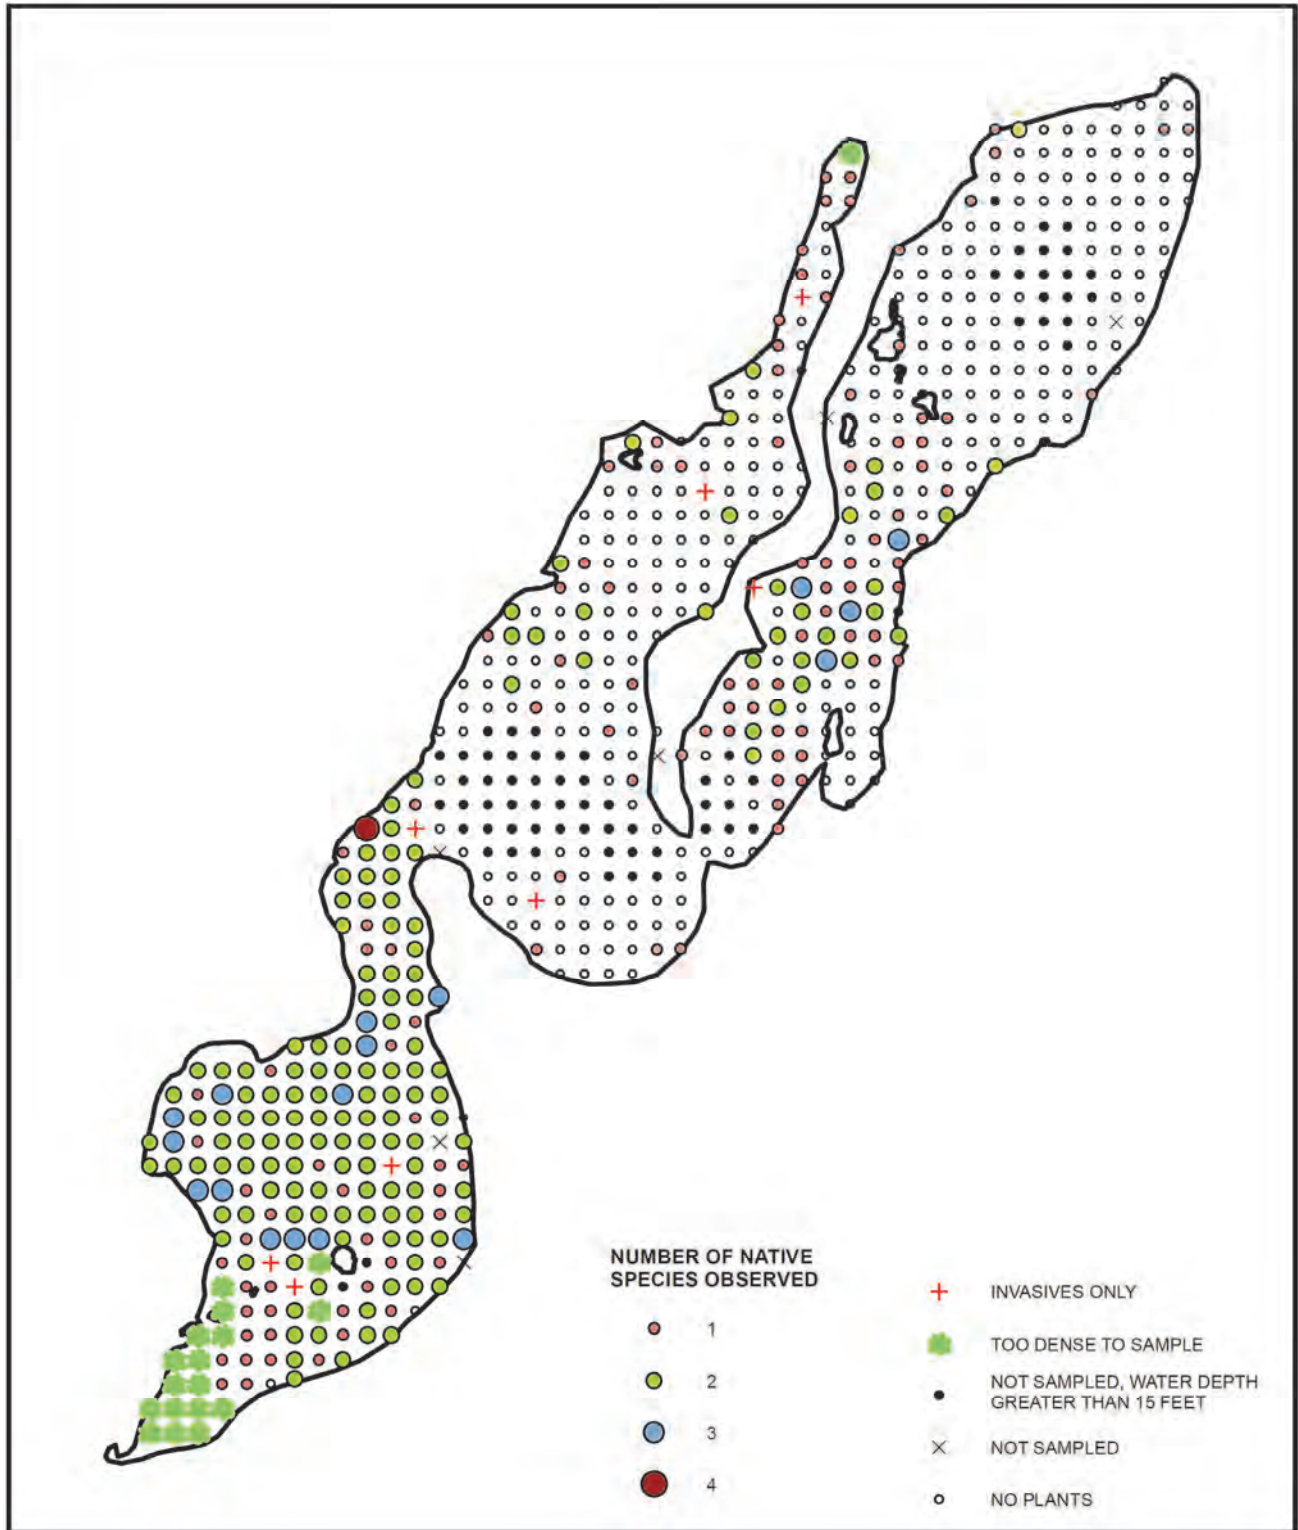 NUMBER OF NATIVE
SPECIES OBSERVED
1
2
3
4
INVASIVES ONLY
TOO DENSE TO SAMPLE
NOT SAMPLED, WATER DEPTH
GREATER THAN 15 FEET
NOT SAMPLED
NO PLANTS